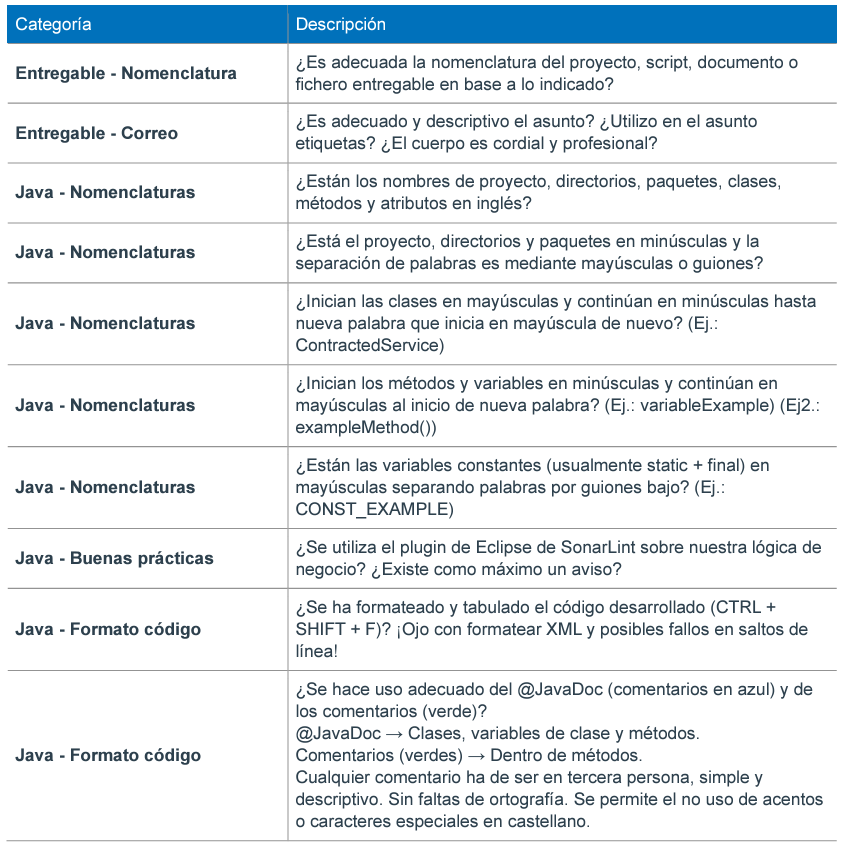 Categoría
Descripción
Entregable - Nomenclatura
¿Es adecuada la nomenclatura del proyecto, script, documento o
fichero entregable en base a lo indicado?
Entregable - Correo
¿Es adecuado y descriptivo el asunto? ¿Utilizo en el asunto
etiquetas? ¿El cuerpo es cordial y profesional?
Java - Nomenclaturas
¿Están los nombres de proyecto, directorios, paquetes, clases,
métodos y atributos en inglés?
Java - Nomenclaturas
¿Está el proyecto, directorios y paquetes en minúsculas y la
separación de palabras es mediante mayúsculas o guiones?
Java - Nomenclaturas
¿Inician las clases en mayúsculas y continúan en minúsculas hasta
nueva palabra que inicia en mayúscula de nuevo? (Ej.:
ContractedService)
Java - Nomenclaturas
¿Inician los métodos y variables en minúsculas y continúan en
mayúsculas al inicio de nueva palabra? (Ej.: variableExample) (Ej2.:
exampleMethod())
Java - Nomenclaturas
¿Están las variables constantes (usualmente static + final) en
mayúsculas separando palabras por guiones bajo? (Ej.:
CONST_EXAMPLE)
Java - Buenas prácticas
¿Se utiliza el plugin de Eclipse de SonarLint sobre nuestra lógica de
negocio? ¿Existe como máximo un aviso?
Java - Formato código
¿Se ha formateado y tabulado el código desarrollado (CTRL +
SHIFT + F)? ¡Ojo con formatear XML y posibles fallos en saltos de
línea!
Java - Formato código
¿Se hace uso adecuado del @JavaDoc (comentarios en azul) y de
los comentarios (verde)?
@JavaDoc → Clases, variables de clase y métodos.
Comentarios (verdes) → Dentro de métodos.
Cualquier comentario ha de ser en tercera persona, simple y
descriptivo. Sin faltas de ortografía. Se permite el no uso de acentos
o caracteres especiales en castellano.